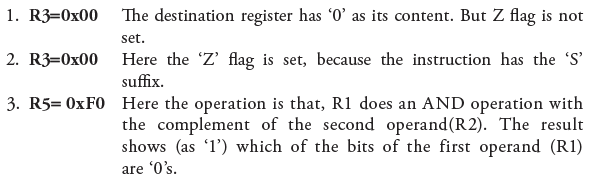 1. R3=0x00 The destination register has ‘0’ as its content. But Z flag is not
set.
2. R3=0x00 Here the ‘Z’ flag is set, because the instruction has the ‘S’
suffix.
3. R5= 0xF0 Here the operation is that, R1 does an AND operation with
the complement of the second operand(R2). The result
shows (as ‘1’) which of the bits of the first operand (R1)
are ‘0’s.